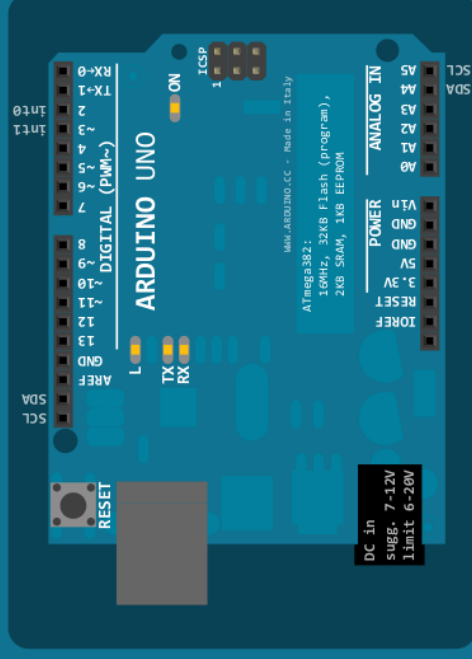 0←RX
1→TX
2
3~
4
5~
6~
7
int0
int1
DIGITAL (PWM~)
8
9~
10~
11~
12
13
GND
AREF
SDA
SCL
ON
ICSP
1
ARDUINO UNO
WWW.ARDUINO.CC - Made in Italy
ATmega382:
16MHz, 32KB Flash (program),
2KB SRAM, 1KB EEPROM
ANALOG IN
A5
A4
A3
A2
A1
A0
SCL
SDA
POWER
Vin
GND
GND
5V
3.3V
RESET
IOREF
L
TX
RX
RESET
DC in
sugg. 7-12V
limit 6-20V